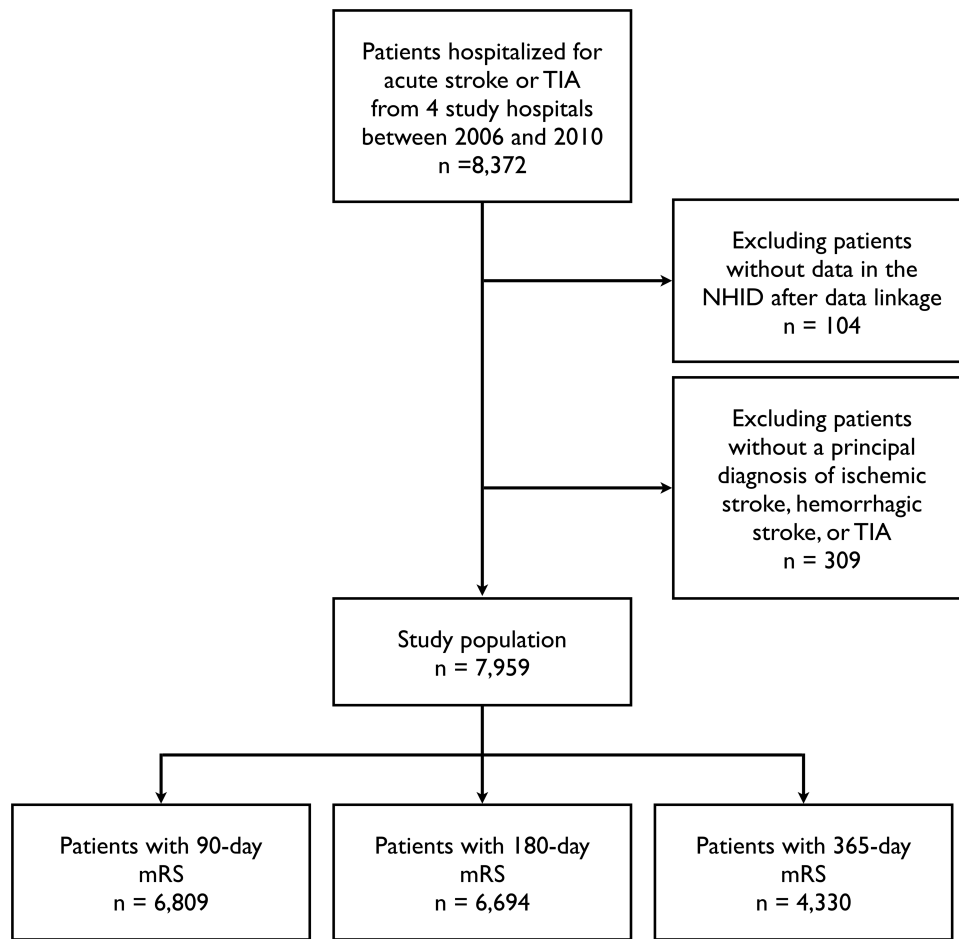 Patients hospitalized for
acute stroke or TIA
from 4 study hospitals
between 2006 and 2010
n =8,372
Excluding patients
without data in the
NHID after data linkage
n = 104
Excluding patients
without a principal
diagnosis of ischemic
stroke, hemorrhagic
stroke, or TIA
n = 309
Study population
n = 7,959
Patients with 90-day
mRS
n = 6,809
Patients with 180-day
mRS
n = 6,694
Patients with 365-day
mRS
n = 4,330